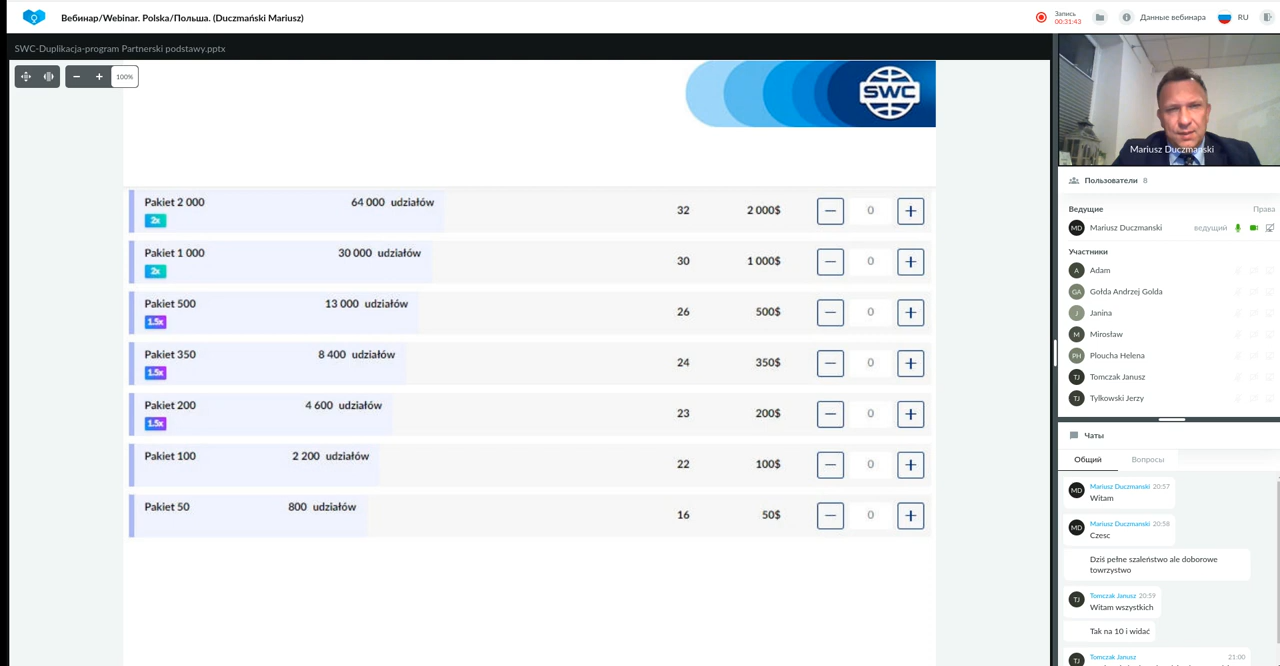 Вебинар/Webinar. Polska/Польша. (Duczmański Mariusz)
Запись
00:31:43
Данные вебинара
RU
SWC-Duplikacja-program Partnerski podstawy.pptx
100%
SWC
Pakiet 2 000 64 000 udziałów 32 2 000$ 0
2x
Pakiet 1 000 30 000 udziałów 30 1 000$ 0
2x
Pakiet 500 13 000 udziałów 26 500$ 0
1.5x
Pakiet 350 8 400 udziałów 24 350$ 0
1.5x
Pakiet 200 4 600 udziałów 23 200$ 0
1.5x
Pakiet 100 2 200 udziałów 22 100$ 0
Pakiet 50 800 udziałów 16 50$ 0
Mariusz Duczmanski
Пользователи 8
Ведущие Права
MD Mariusz Duczmanski ведущий
Участники
A Adam
GA Gołda Andrzej Golda
J Janina
M Mirosław
PH Ploucha Helena
TJ Tomczak Janusz
TJ Tylkowski Jerzy
Чаты
Общий Вопросы
MD Mariusz Duczmanski 20:57
Witam
MD Mariusz Duczmanski 20:58
Czesc
Dziś pełne szaleństwo ale doborowe
towrzystwo
TJ Tomczak Janusz 20:59
Witam wszystkich
Tak na 10 i widać
TJ Tomczak Janusz 21:00